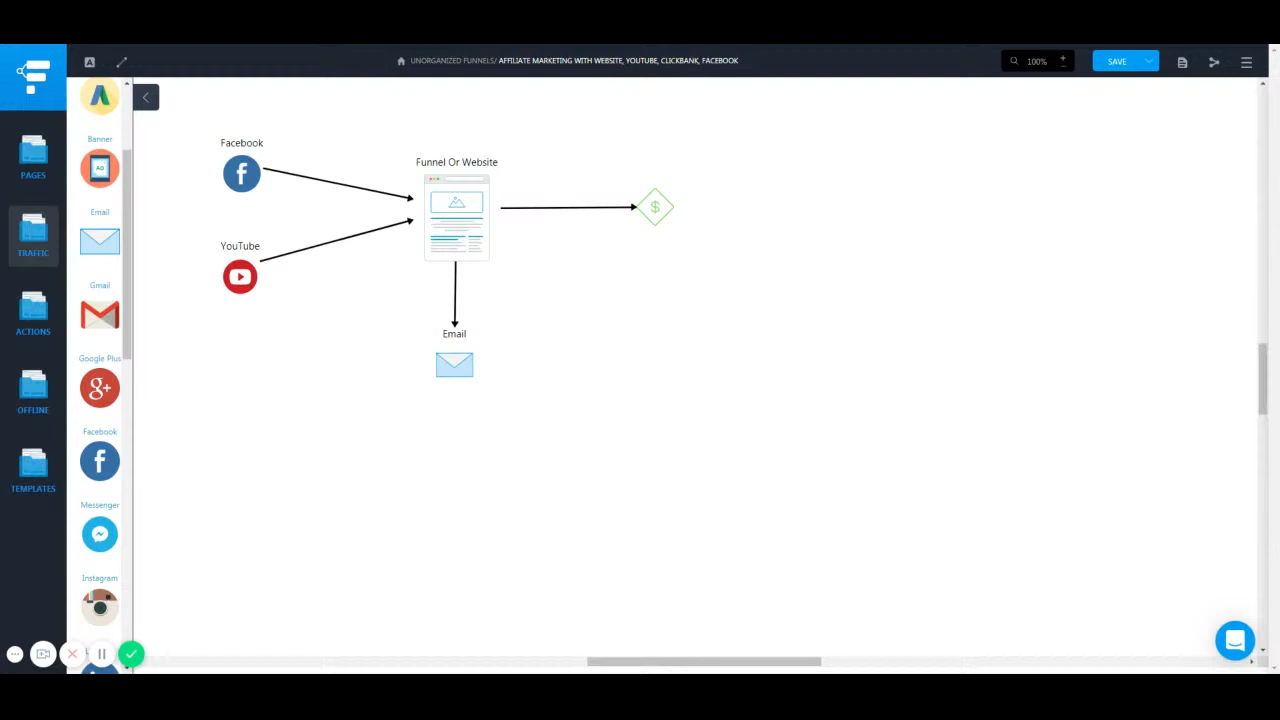 UNORGANIZED FUNNELS/ AFFILIATE MARKETING WITH WEBSITE, YOUTUBE, CLICKBANK, FACEBOOK
100%
SAVE
PAGES
TRAFFIC
ACTIONS
OFFLINE
TEMPLATES
Banner
AD
Email
Gmail
Google Plus
g+
Facebook
f
Messenger
Instagram
Facebook
f
YouTube
Funnel Or Website
$
Email